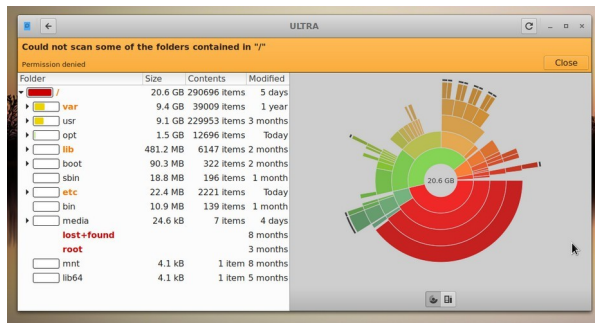 ULTRA
Could not scan some of the folders contained in "/"
Permission denied
Close
Folder Size Contents Modified
/ 20.6 GB 290696 items 5 days
var 9.4 GB 39009 items 1 year
usr 9.1 GB 229953 items 3 months
opt 1.5 GB 12696 items Today
lib 481.2 MB 6147 items 2 months
boot 90.3 MB 322 items 2 months
sbin 18.8 MB 196 items 1 month
etc 22.4 MB 2221 items Today
bin 10.9 MB 139 items 1 month
media 24.6 kB 7 items 4 days
lost+found 8 months
root 3 months
mnt 4.1 kB 1 item 8 months
lib64 4.1 kB 1 item 5 months
20.6 GB